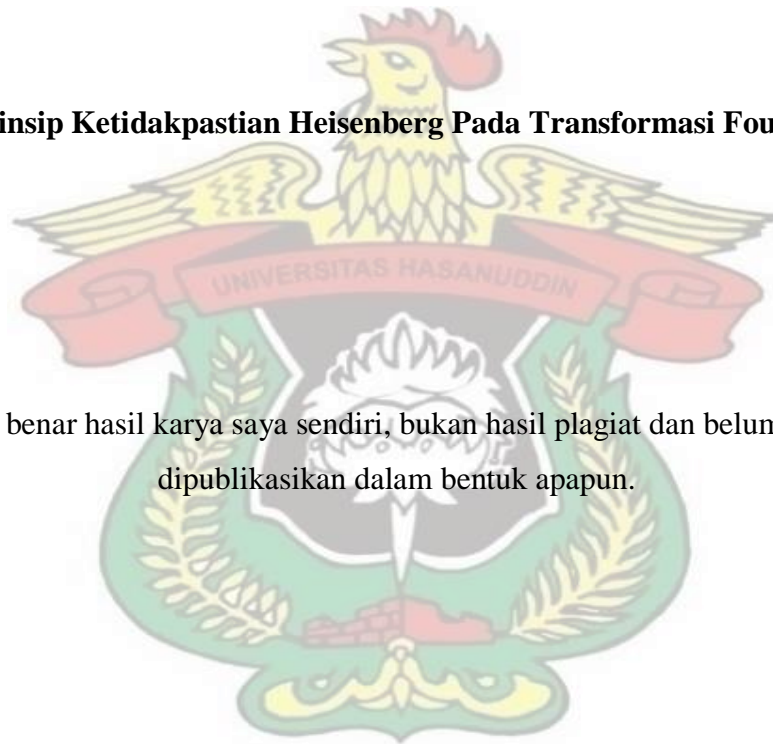 insip Ketidakpastian Heisenberg Pada Transformasi Fou
UNIVERSITAS HASANUDDIN
benar hasil karya saya sendiri, bukan hasil plagiat dan belum
dipublikasikan dalam bentuk apapun.